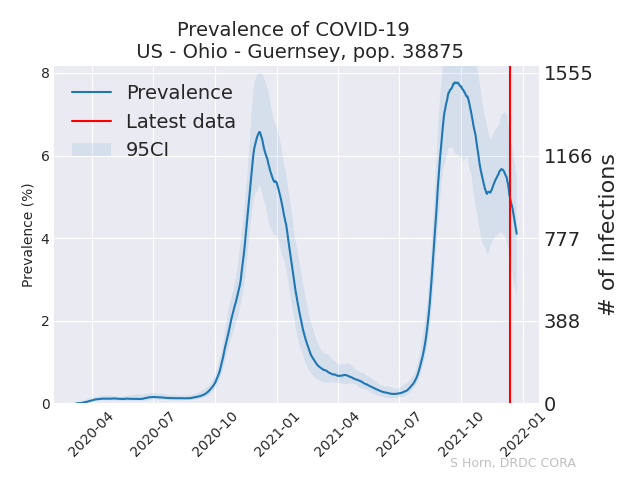 Prevalence of COVID-19
US - Ohio - Guernsey, pop. 38875
Prevalence
Latest data
95CI
Prevalence (%)
8
6
4
2
0
1555
1166
777
388
0
# of infections
2020-04
2020-07
2020-10
2021-01
2021-04
2021-07
2021-10
2022-01
S Horn, DRDC CORA